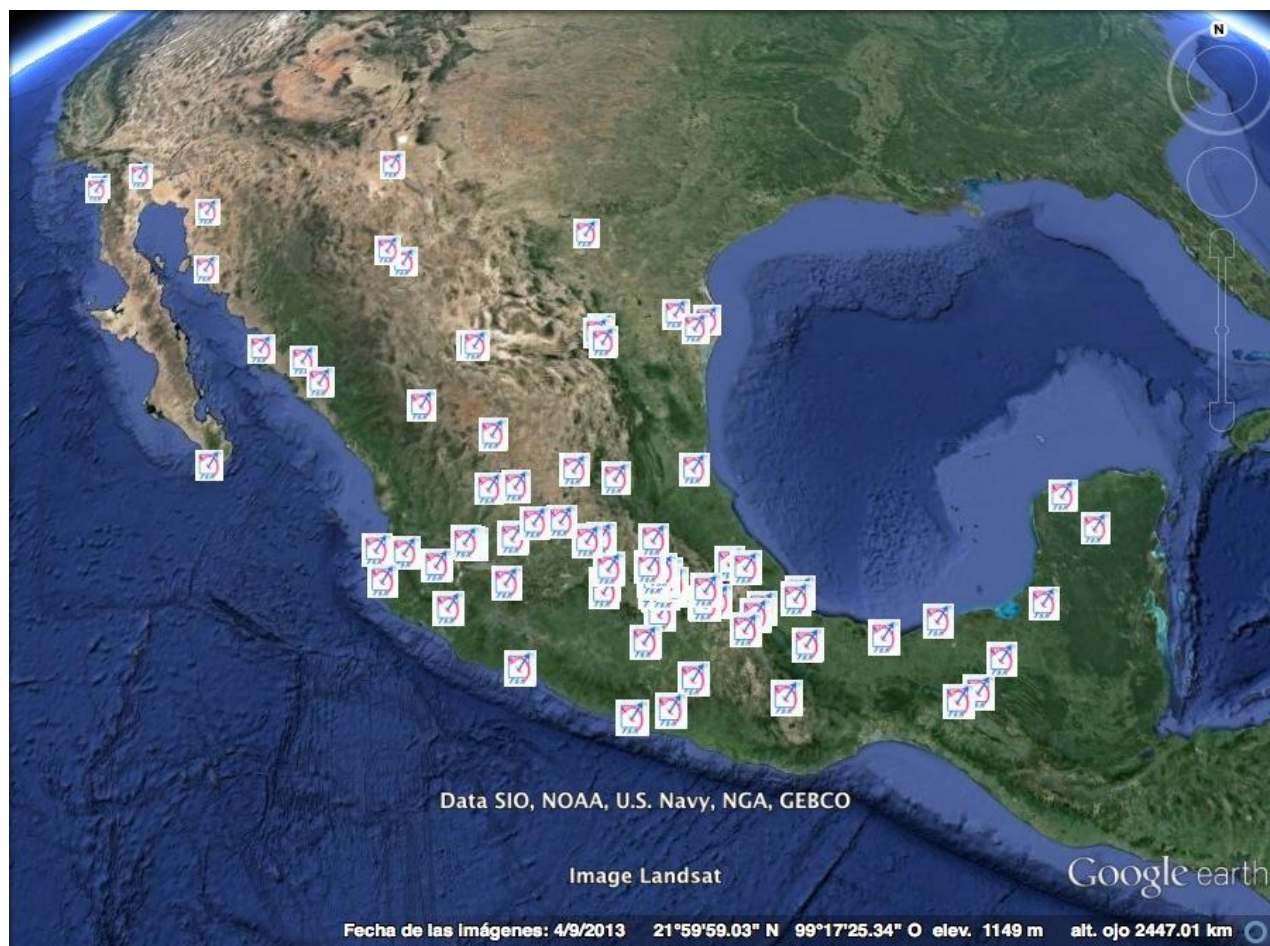 N
Data SIO, NOAA, U.S. Navy, NGA, GEBCO
Image Landsat
Google earth
Fecha de las imágenes: 4/9/2013 21°59'59.03" N 99°17'25.34" O elev. 1149 m alt. ojo 2447.01 km